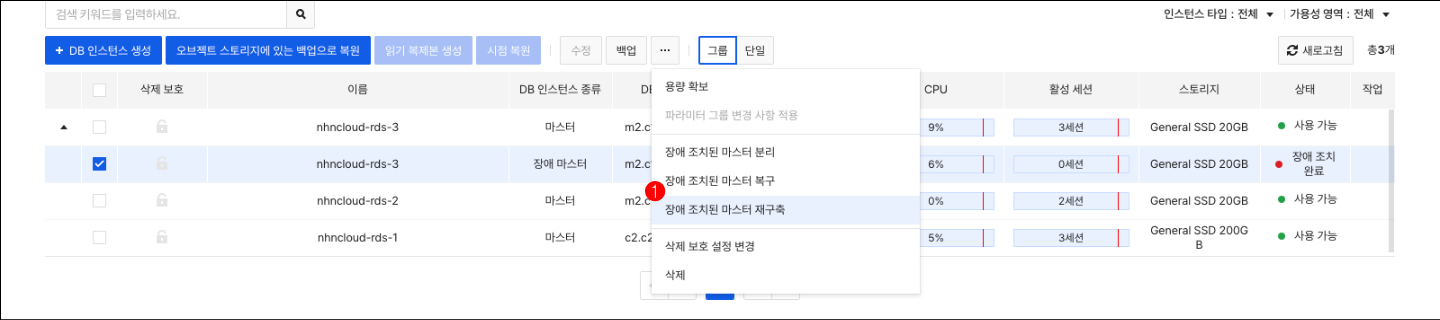 검색 키워드를 입력하세요.
인스턴스 타입 : 전체 가용성 영역 : 전체
+ DB 인스턴스 생성 오브젝트 스토리지에 있는 백업으로 복원 읽기 복제본 생성 시점 복원 수정 백업 ... 그룹 단일 새로고침 총3개
삭제 보호 이름 DB 인스턴스 종류 CPU 활성 세션 스토리지 상태 작업
nhncloud-rds-3 마스터 9% 3세션 General SSD 20GB 사용 가능
nhncloud-rds-3 장애 마스터 6% 0세션 General SSD 20GB 장애 조치
완료
nhncloud-rds-2 마스터 0% 2세션 General SSD 20GB 사용 가능
nhncloud-rds-1 마스터 5% 3세션 General SSD 200G
B 사용 가능
용량 확보
파라미터 그룹 변경 사항 적용
장애 조치된 마스터 분리
장애 조치된 마스터 복구
1
장애 조치된 마스터 재구축
삭제 보호 설정 변경
삭제